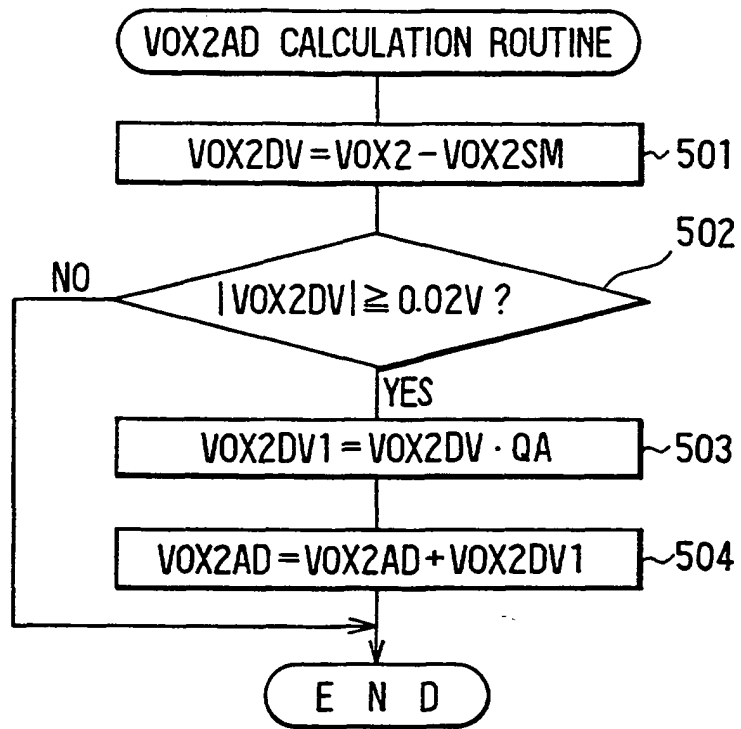 VOX2AD CALCULATION ROUTINE
VOX2DV=VOX2-VOX2SM
501
502
NO
|VOX2DV|≧0.02V ?
YES
VOX2DV1=VOX2DV·QA
503
VOX2AD=VOX2AD+VOX2DV1
504
E N D